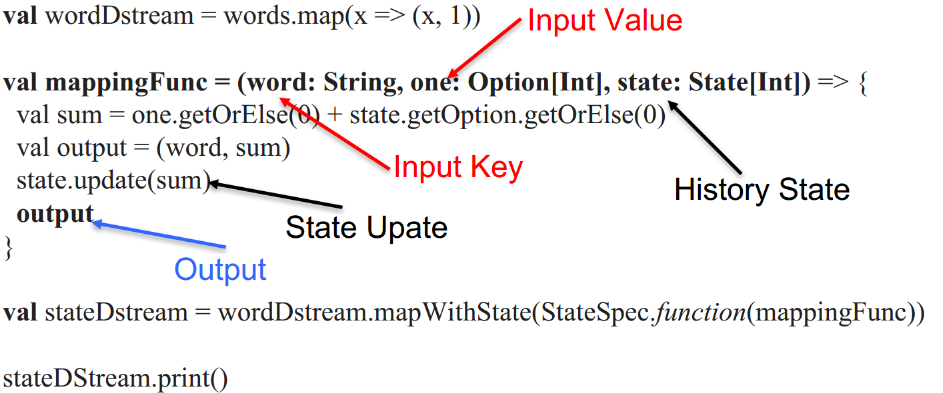 val wordDstream = words.map(x => (x, 1))
Input Value
val mappingFunc = (word: String, one: Option[Int], state: State[Int]) => {
val sum = one.getOrElse(0) + state.getOption.getOrElse(0)
val output = (word, sum)
Input Key
state.update(sum)
History State
output
State Upate
}
Output
val stateDstream = wordDstream.mapWithState(StateSpec.function(mappingFunc))
stateDStream.print()